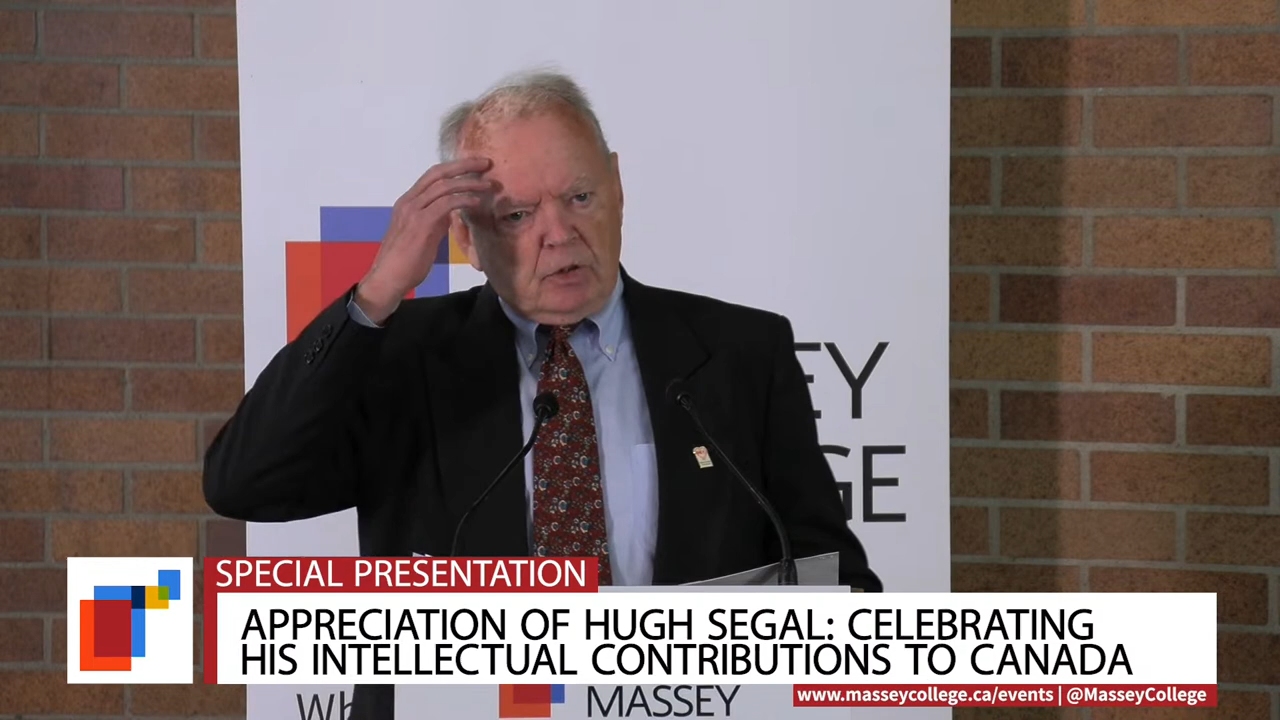 EY
GE
SPECIAL PRESENTATION
APPRECIATION OF HUGH SEGAL: CELEBRATING
HIS INTELLECTUAL CONTRIBUTIONS TO CANADA
www.masseycollege.ca/events | @MasseyCollege
Wh
MASSEY